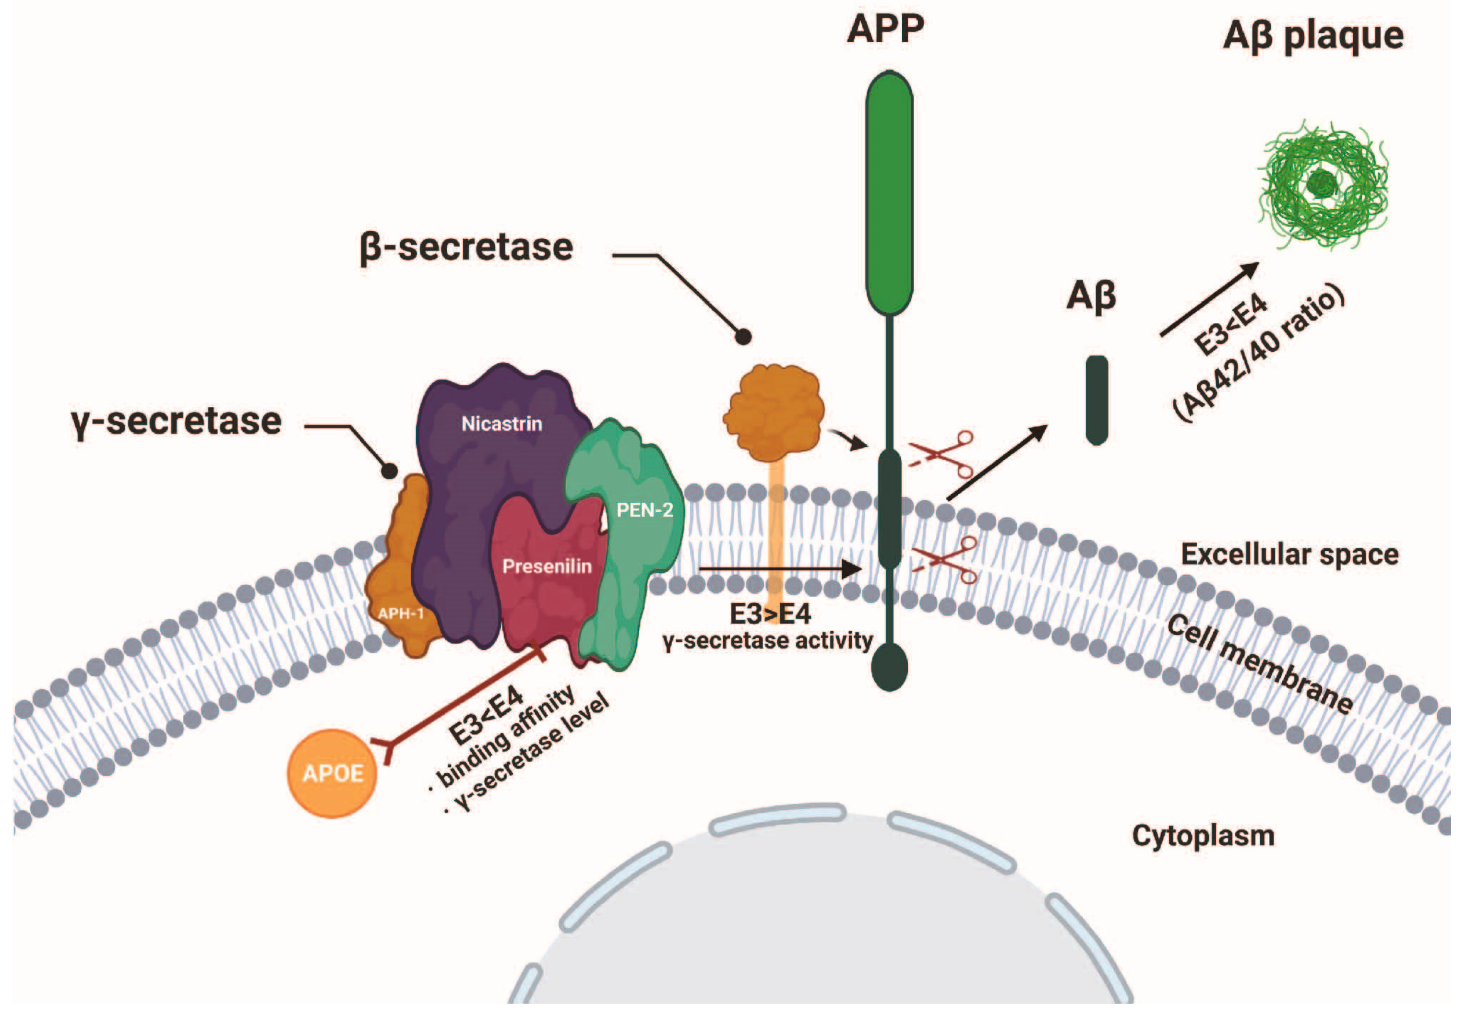 APP
Aβ plaque
β-secretase
Aβ
E3<E4
(Aβ42/40 ratio)
γ-secretase
Nicastrin
PEN-2
Presenilin
APH-1
Excellular space
E3>E4
γ-secretase activity
Cell membrane
E3<E4
· binding affinity
· γ-secretase level
APOE
Cytoplasm